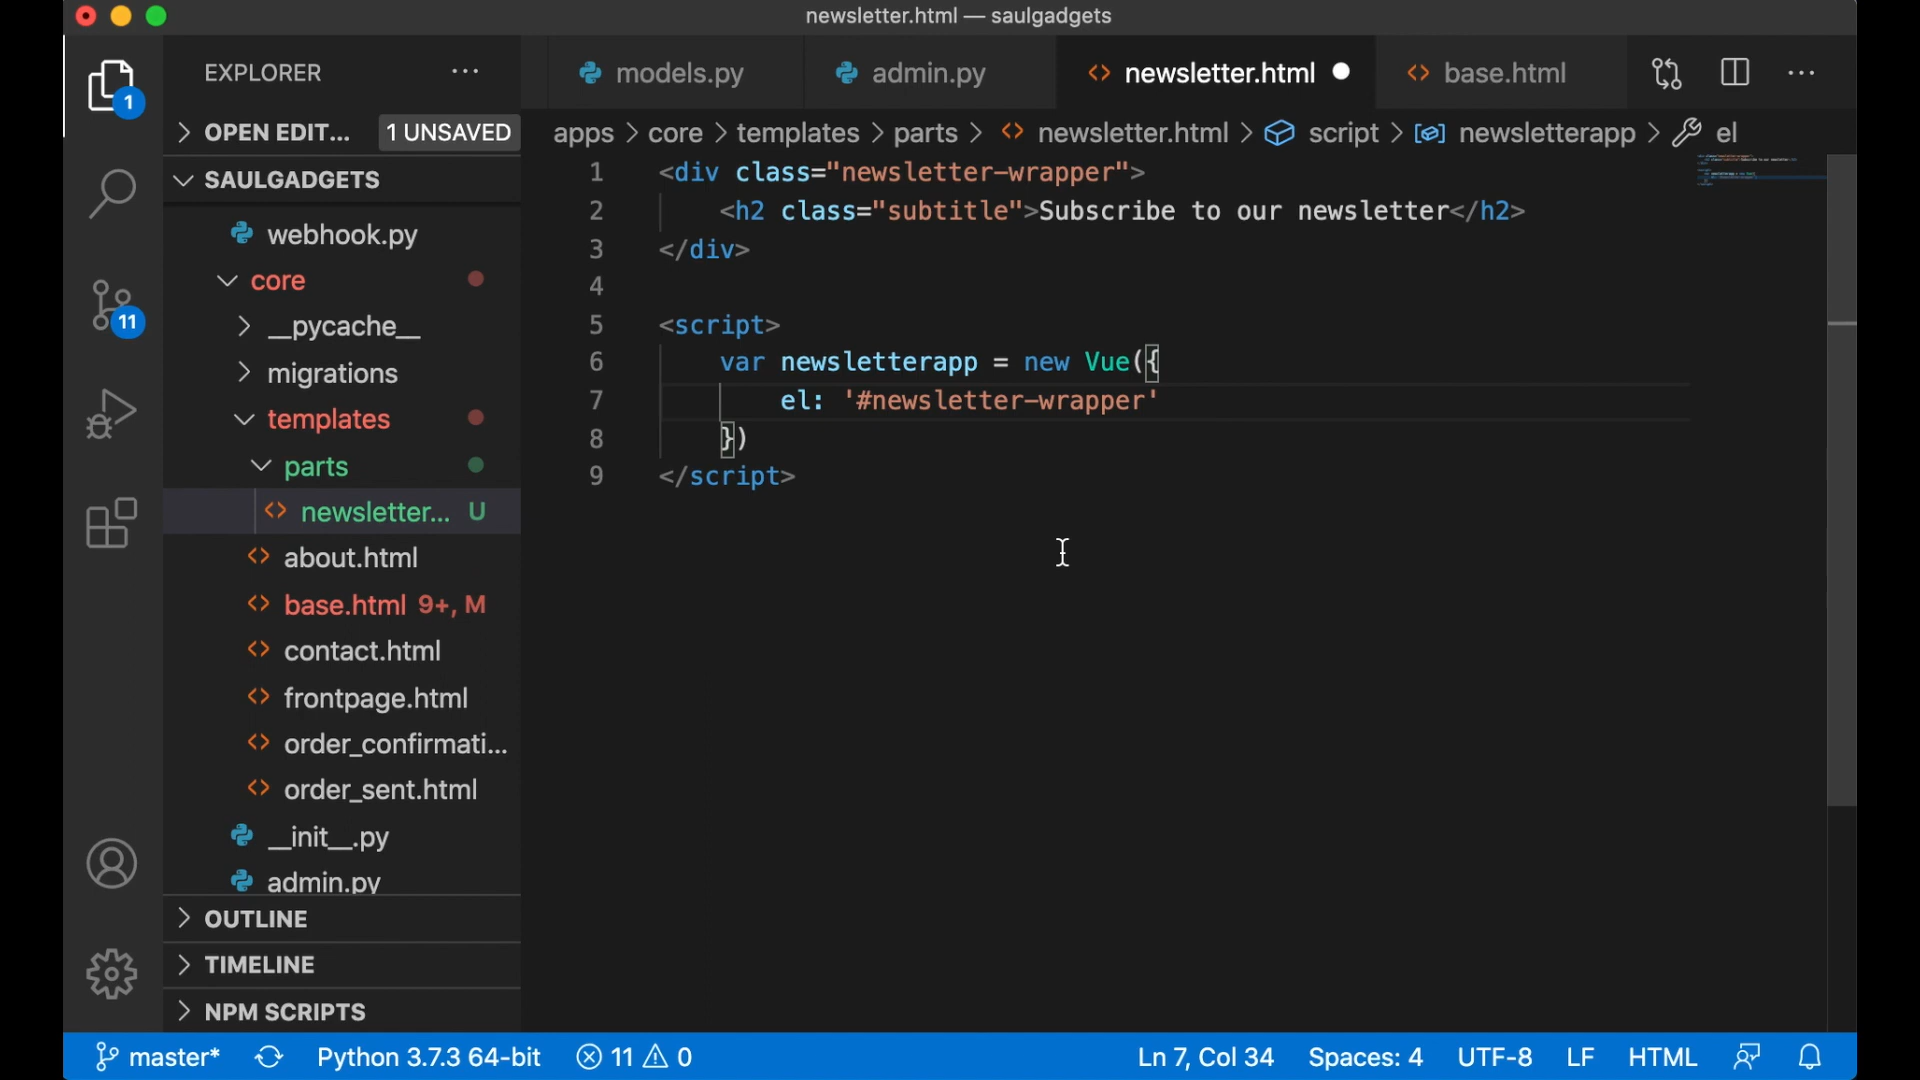 newsletter.html — saulgadgets
EXPLORER
models.py
admin.py
newsletter.html
base.html
1
OPEN EDIT...
1 UNSAVED
apps > core > templates > parts > newsletter.html > script > newsletterapp > el
SAULGADGETS
webhook.py
core
__pycache__
migrations
templates
parts
newsletter... U
about.html
base.html 9+, M
contact.html
frontpage.html
order_confirmati...
order_sent.html
__init__.py
admin.py
OUTLINE
TIMELINE
NPM SCRIPTS
11
1 <div class="newsletter-wrapper">
2 <h2 class="subtitle">Subscribe to our newsletter</h2>
3 </div>
4
5 <script>
6 var newsletterapp = new Vue({
7 el: '#newsletter-wrapper'
8 })
9 </script>
master* Python 3.7.3 64-bit 11 0 Ln 7, Col 34 Spaces: 4 UTF-8 LF HTML